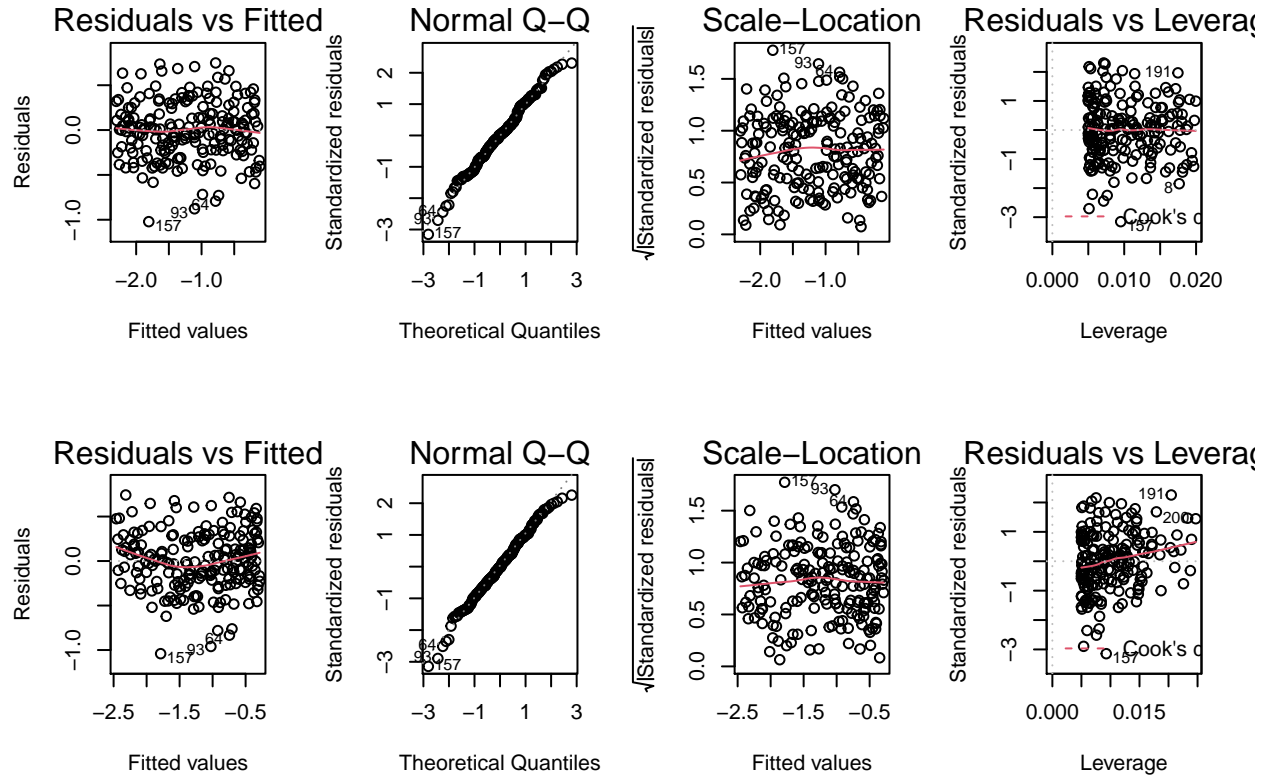 Residuals vs Fitted
Residuals
0.0
−1.0
−2.0 −1.0
Fitted values
157
93
64
Normal Q−Q
Standardized residuals
2
1
−1
−3
−3 −1 1 3
Theoretical Quantiles
64
93
157
Scale−Location
√|Standardized residuals|
1.5
1.0
0.5
0.0
−2.0 −1.0
Fitted values
157
93
64
Residuals vs Leverag
Standardized residuals
1
−1
−3
0.000 0.010 0.020
Leverage
191
8
157
Cook's d
Residuals vs Fitted
Residuals
0.0
−1.0
−2.5 −1.5 −0.5
Fitted values
64
93
157
Normal Q−Q
Standardized residuals
2
1
−1
−3
−3 −1 1 3
Theoretical Quantiles
64
93
157
Scale−Location
√|Standardized residuals|
1.5
1.0
0.5
0.0
−2.5 −1.5 −0.5
Fitted values
157
93
64
Residuals vs Leverag
Standardized residuals
1
−1
−3
0.000 0.015
Leverage
191
200
157
Cook's d